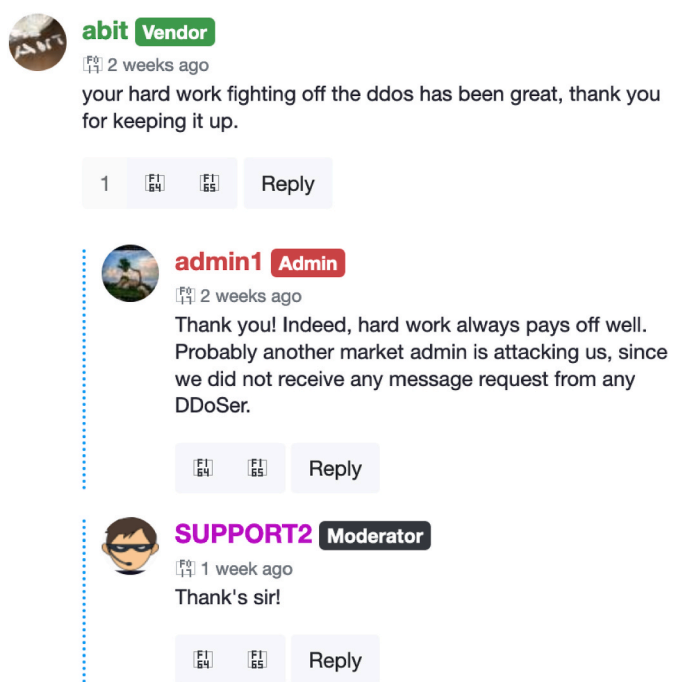 abit Vendor
2 weeks ago
your hard work fighting off the ddos has been great, thank you
for keeping it up.
1 Reply
admin1 Admin
2 weeks ago
Thank you! Indeed, hard work always pays off well.
Probably another market admin is attacking us, since
we did not receive any message request from any
DDoSer.
Reply
SUPPORT2 Moderator
1 week ago
Thank's sir!
Reply